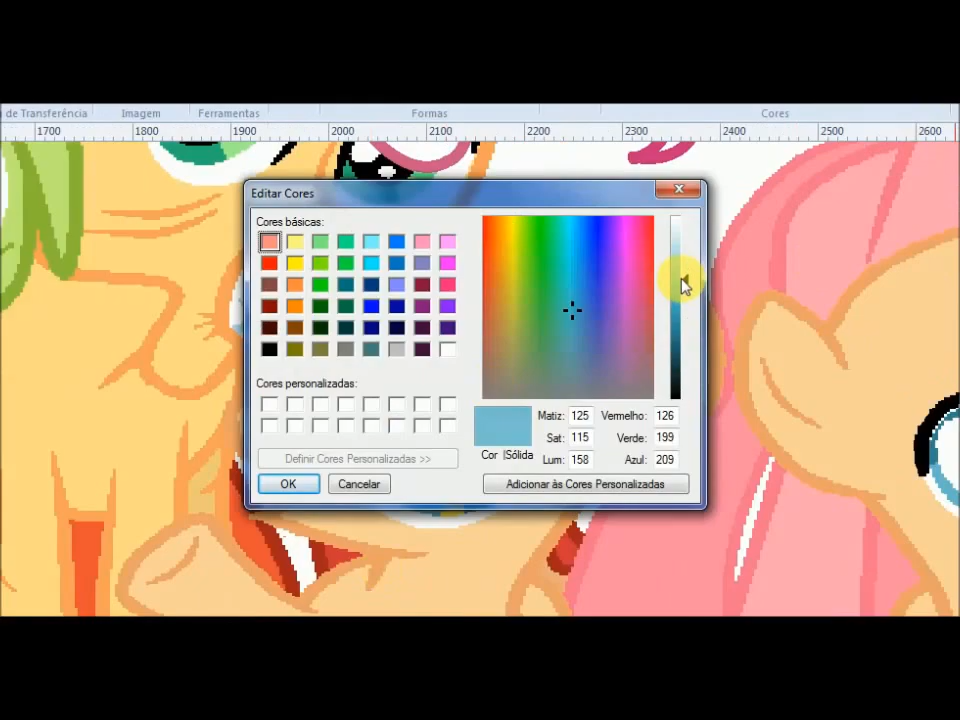 de Transferência Imagem Ferramentas Formas Cores
1700 1800 1900 2000 2100 2200 2300 2400 2500 2600
Editar Cores
Cores básicas:
Cores personalizadas:
Matiz: 125 Vermelho: 126
Sat: 115 Verde: 199
Cor |Sólida
Lum: 158 Azul: 209
Definir Cores Personalizadas >>
OK Cancelar Adicionar às Cores Personalizadas